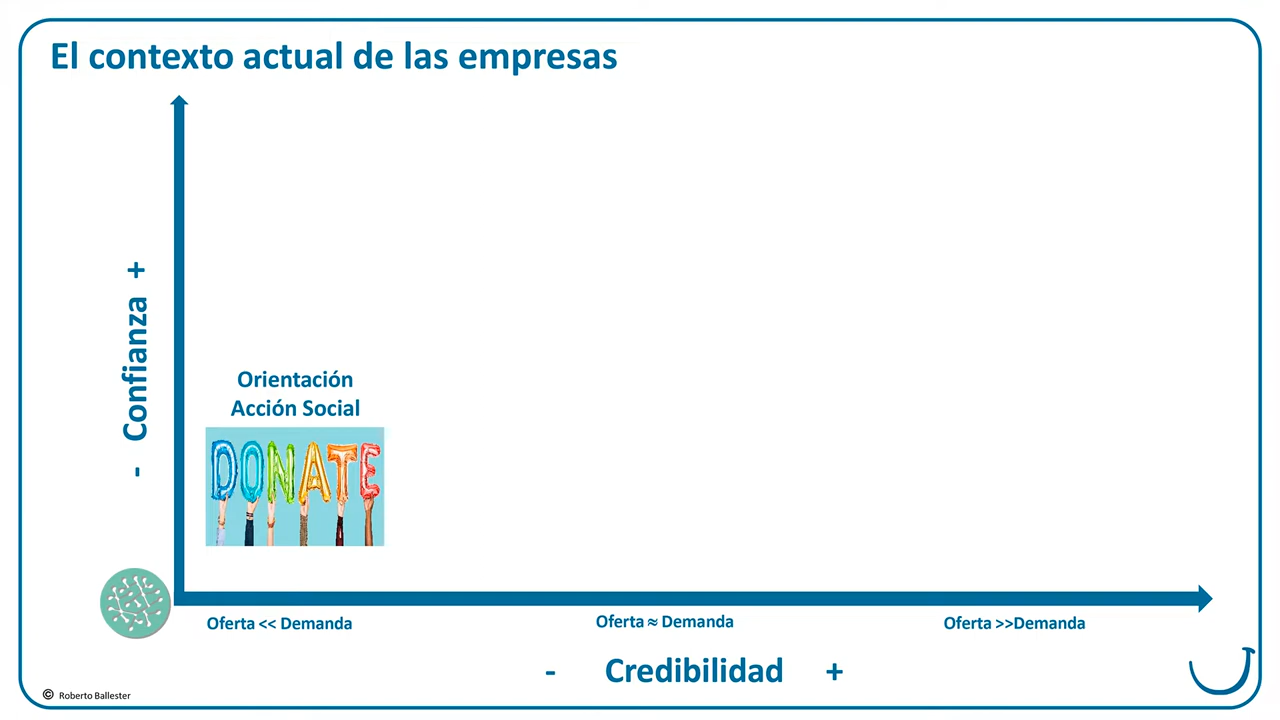 El contexto actual de las empresas
- Confianza +
Orientación
Acción Social
DONATE
Oferta << Demanda
Oferta ≈ Demanda
Oferta >>Demanda
- Credibilidad +
© Roberto Ballester